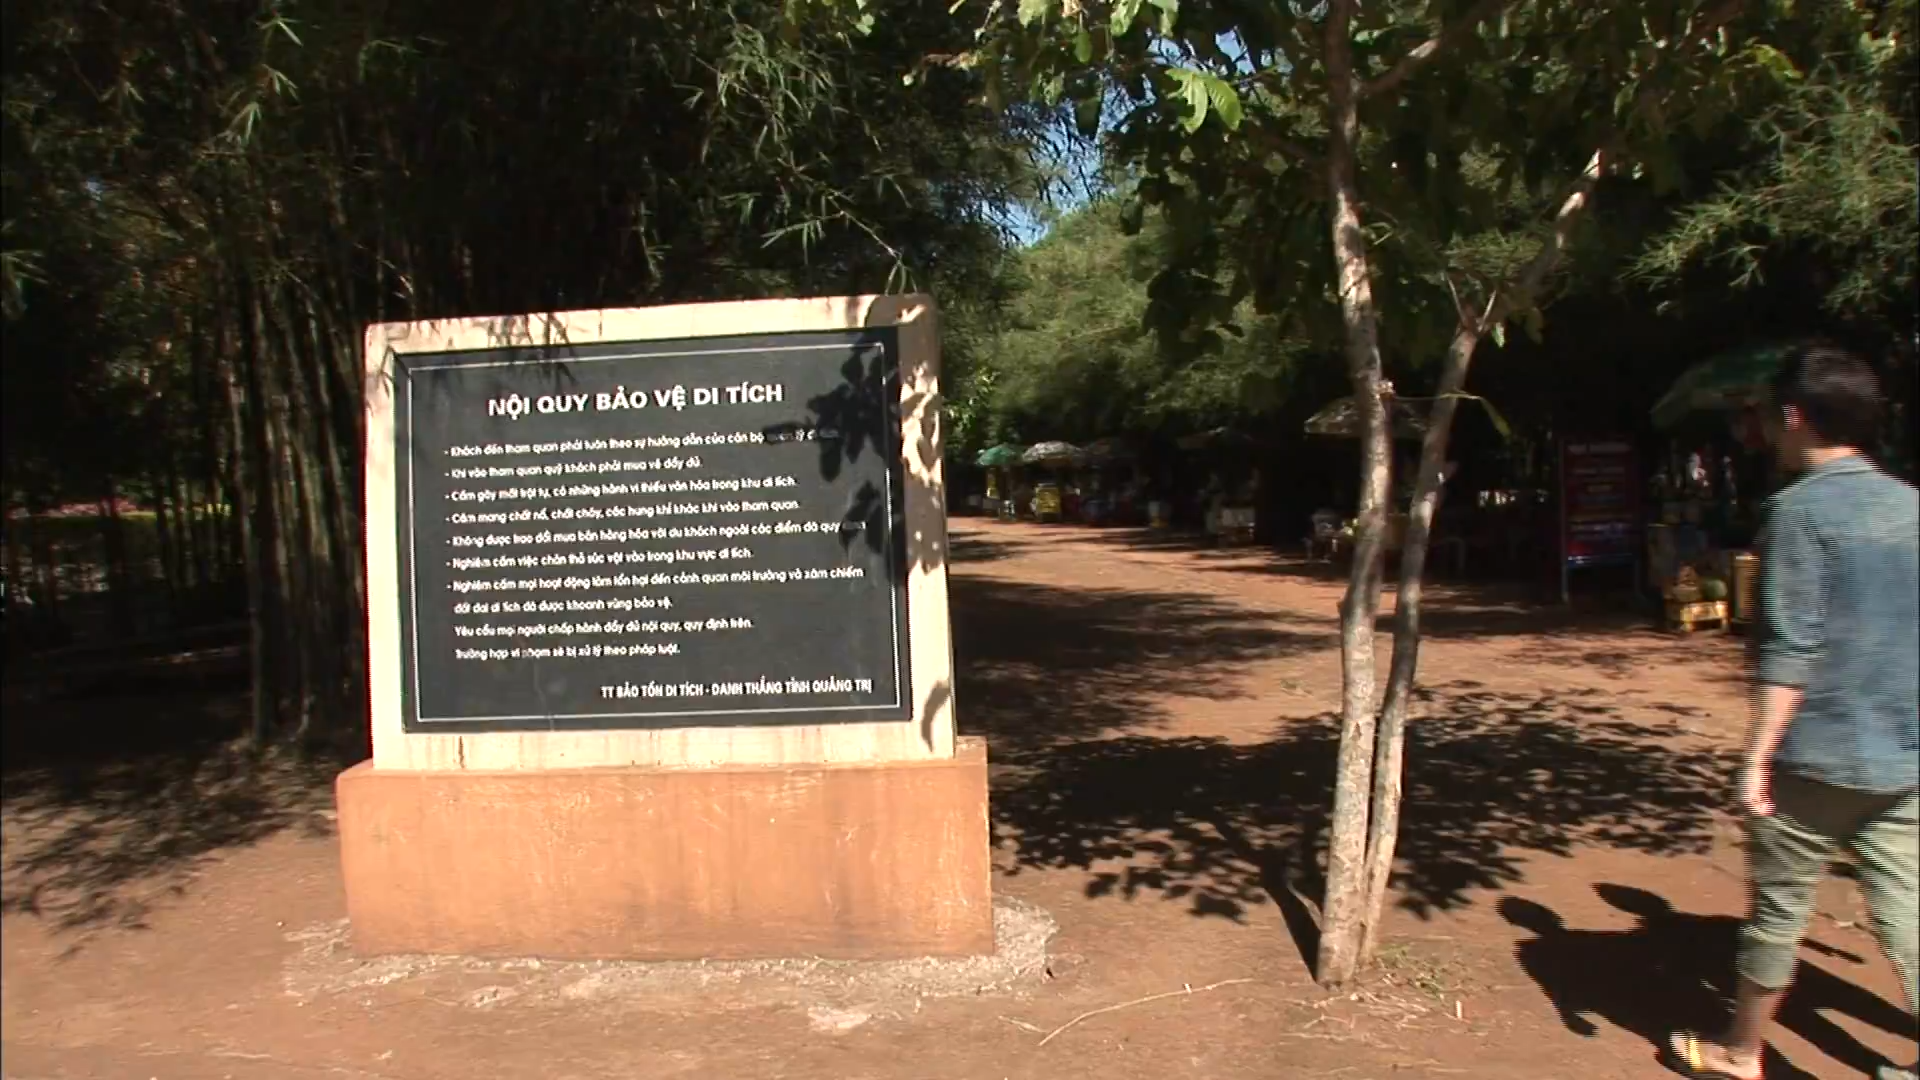 NỘI QUY BẢO VỆ DI TÍCH
- Khách đến tham quan phải tuân theo sự hướng dẫn của cán bộ quản lý di
- Khi vào tham quan quý khách phải mua vé đầy đủ.
- Cấm gây mất trật tự, có những hành vi thiếu văn hóa trong khu di tích.
- Cấm mang chất nổ, chất cháy, các hung khí khác khi vào tham quan.
- Không được trao đổi mua bán hàng hóa với du khách ngoài các điểm đã quy
- Nghiêm cấm việc chăn thả súc vật vào trong khu vực di tích.
- Nghiêm cấm mọi hoạt động làm tổn hại đến cảnh quan môi trường và xâm chiếm
đất đai di tích đã được khoanh vùng bảo vệ.
Yêu cầu mọi người chấp hành đầy đủ nội quy, quy định trên.
Trường hợp vi phạm sẽ bị xử lý theo pháp luật.
TT BẢO TỒN DI TÍCH - DANH THẮNG TỈNH QUẢNG TRỊ